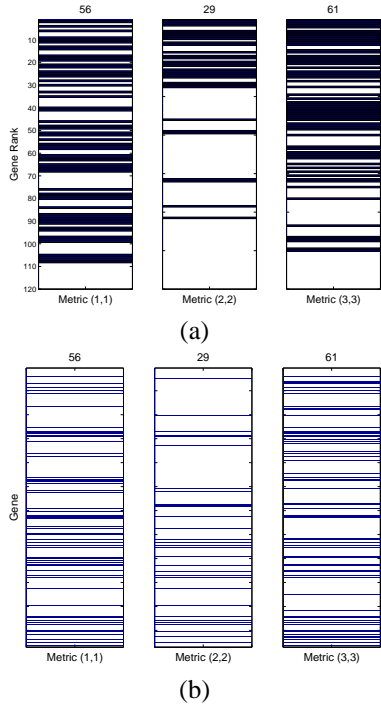 56 29 61
10
20
30
40
50
60
70
80
90
100
110
120
Gene Rank
Metric (1,1) Metric (2,2) Metric (3,3)
(a)
56 29 61
Gene
Metric (1,1) Metric (2,2) Metric (3,3)
(b)